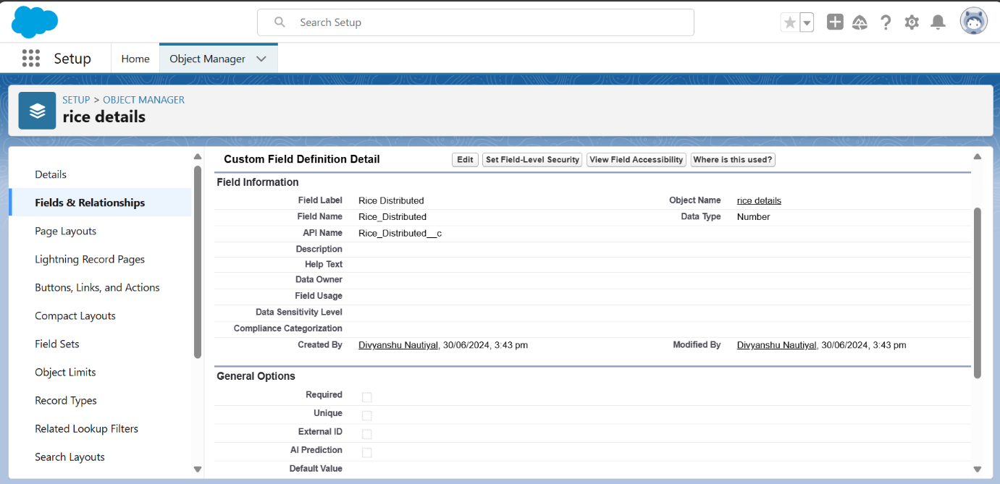 Search Setup
Setup
Home
Object Manager
SETUP > OBJECT MANAGER
rice details
Details
Fields & Relationships
Page Layouts
Lightning Record Pages
Buttons, Links, and Actions
Compact Layouts
Field Sets
Object Limits
Record Types
Related Lookup Filters
Search Layouts
Custom Field Definition Detail
Edit
Set Field-Level Security
View Field Accessibility
Where is this used?
Field Information
Field Label Rice Distributed Object Name rice details
Field Name Rice_Distributed Data Type Number
API Name Rice_Distributed__c
Description
Help Text
Data Owner
Field Usage
Data Sensitivity Level
Compliance Categorization
Created By Divyanshu Nautiyal, 30/06/2024, 3:43 pm Modified By Divyanshu Nautiyal, 30/06/2024, 3:43 pm
General Options
Required
Unique
External ID
AI Prediction
Default Value